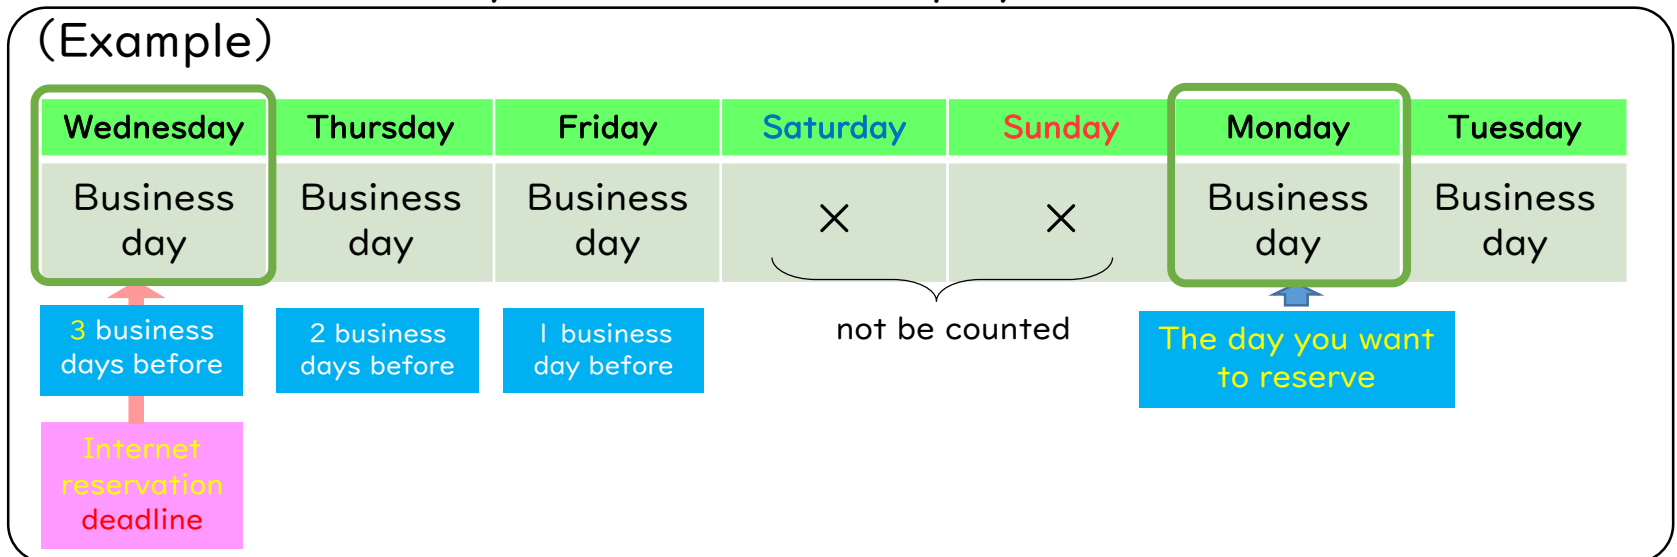 (Example)
Wednesday Thursday Friday Saturday Sunday Monday Tuesday
Business day Business day Business day × × Business day Business day
3 business
days before
2 business
days before
1 business
day before
not be counted
The day you want
to reserve
Internet
reservation
deadline